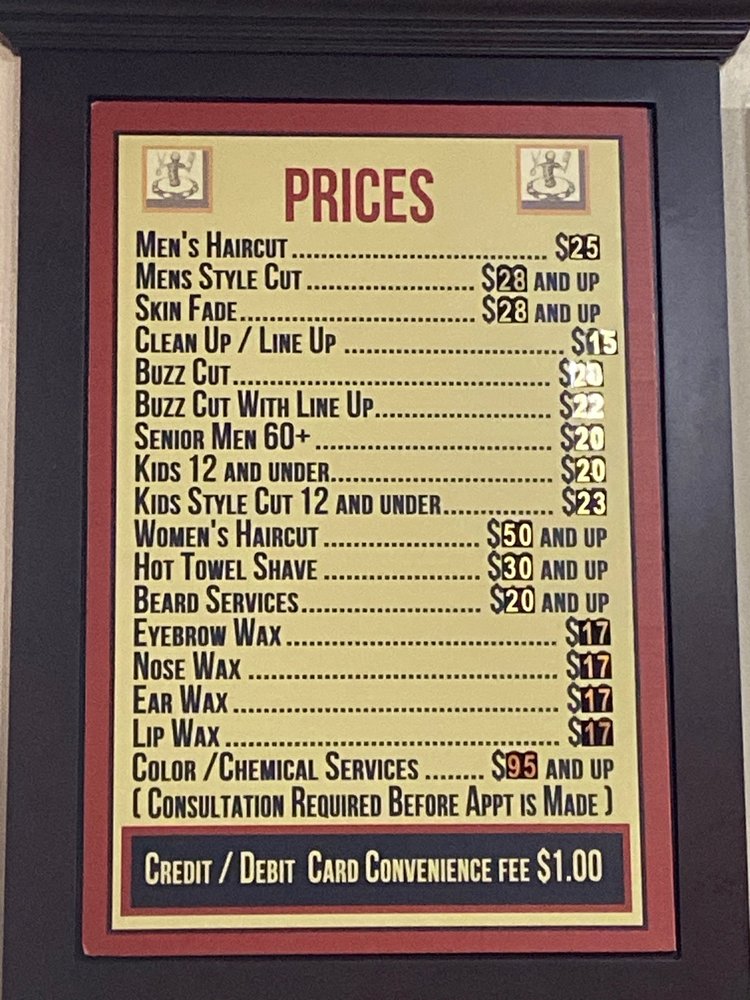 PRICES
MEN'S HAIRCUT ........................................ $25
MENS STYLE CUT .......................... $28 AND UP
SKIN FADE ..................................... $28 AND UP
CLEAN UP / LINE UP .................................. $15
BUZZ CUT .................................................. $20
BUZZ CUT WITH LINE UP ........................... $22
SENIOR MEN 60+ ..................................... $20
KIDS 12 AND UNDER .................................. $20
KIDS STYLE CUT 12 AND UNDER ................ $23
WOMEN'S HAIRCUT ........................ $50 AND UP
HOT TOWEL SHAVE ........................ $30 AND UP
BEARD SERVICES ........................... $20 AND UP
EYEBROW WAX .......................................... $17
NOSE WAX ................................................ $17
EAR WAX .................................................. $17
LIP WAX ................................................... $17
COLOR /CHEMICAL SERVICES ........ $95 AND UP
( CONSULTATION REQUIRED BEFORE APPT IS MADE )
CREDIT / DEBIT CARD CONVENIENCE FEE $1.00